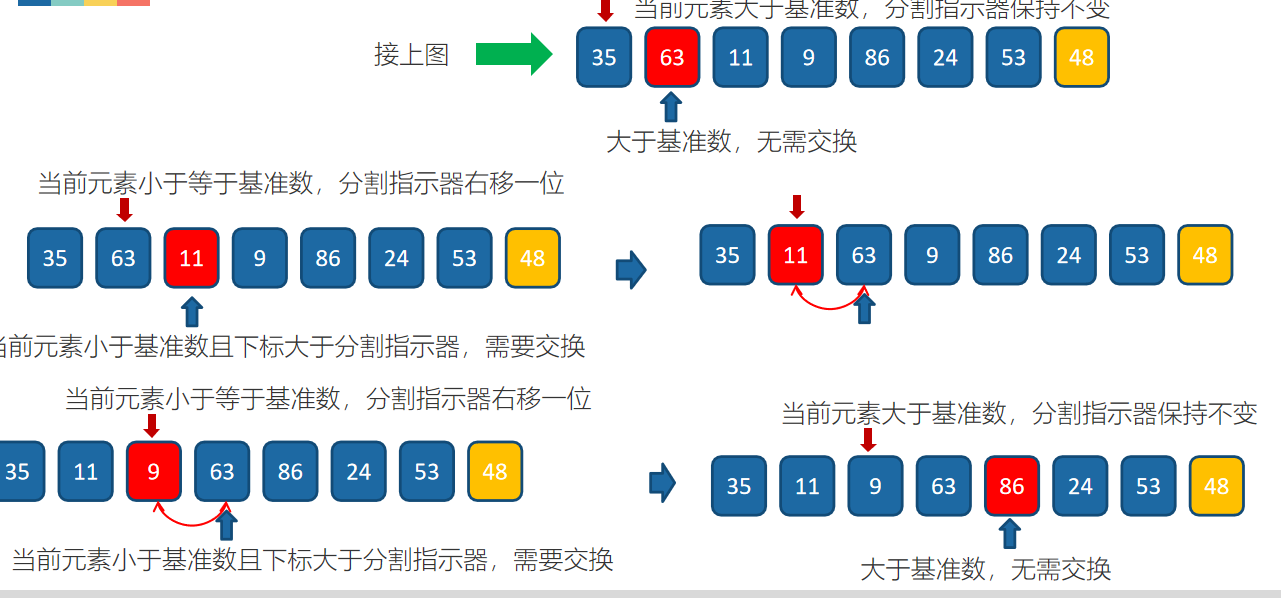 当前元素大于基准数，分割指示器保持不变
接上图
35 63 11 9 86 24 53 48
大于基准数，无需交换
当前元素小于等于基准数，分割指示器右移一位
35 63 11 9 86 24 53 48
当前元素小于基准数且下标大于分割指示器，需要交换
35 11 63 9 86 24 53 48
当前元素小于等于基准数，分割指示器右移一位
35 11 9 63 86 24 53 48
当前元素小于基准数且下标大于分割指示器，需要交换
当前元素大于基准数，分割指示器保持不变
35 11 9 63 86 24 53 48
大于基准数，无需交换